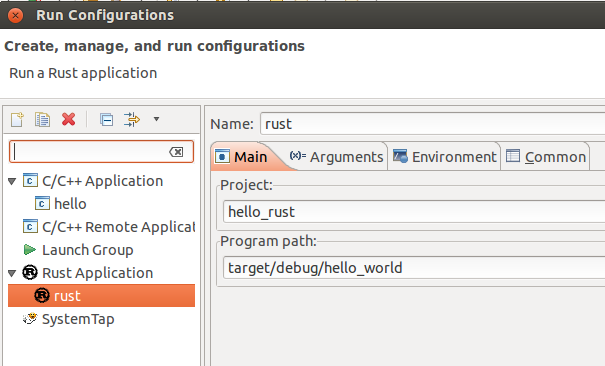 Run Configurations
Create, manage, and run configurations
Run a Rust application
Name: rust
Main
(x)= Arguments
Environment
Common
Project:
hello_rust
Program path:
target/debug/hello_world
C/C++ Application
hello
C/C++ Remote Applicat
Launch Group
Rust Application
rust
SystemTap